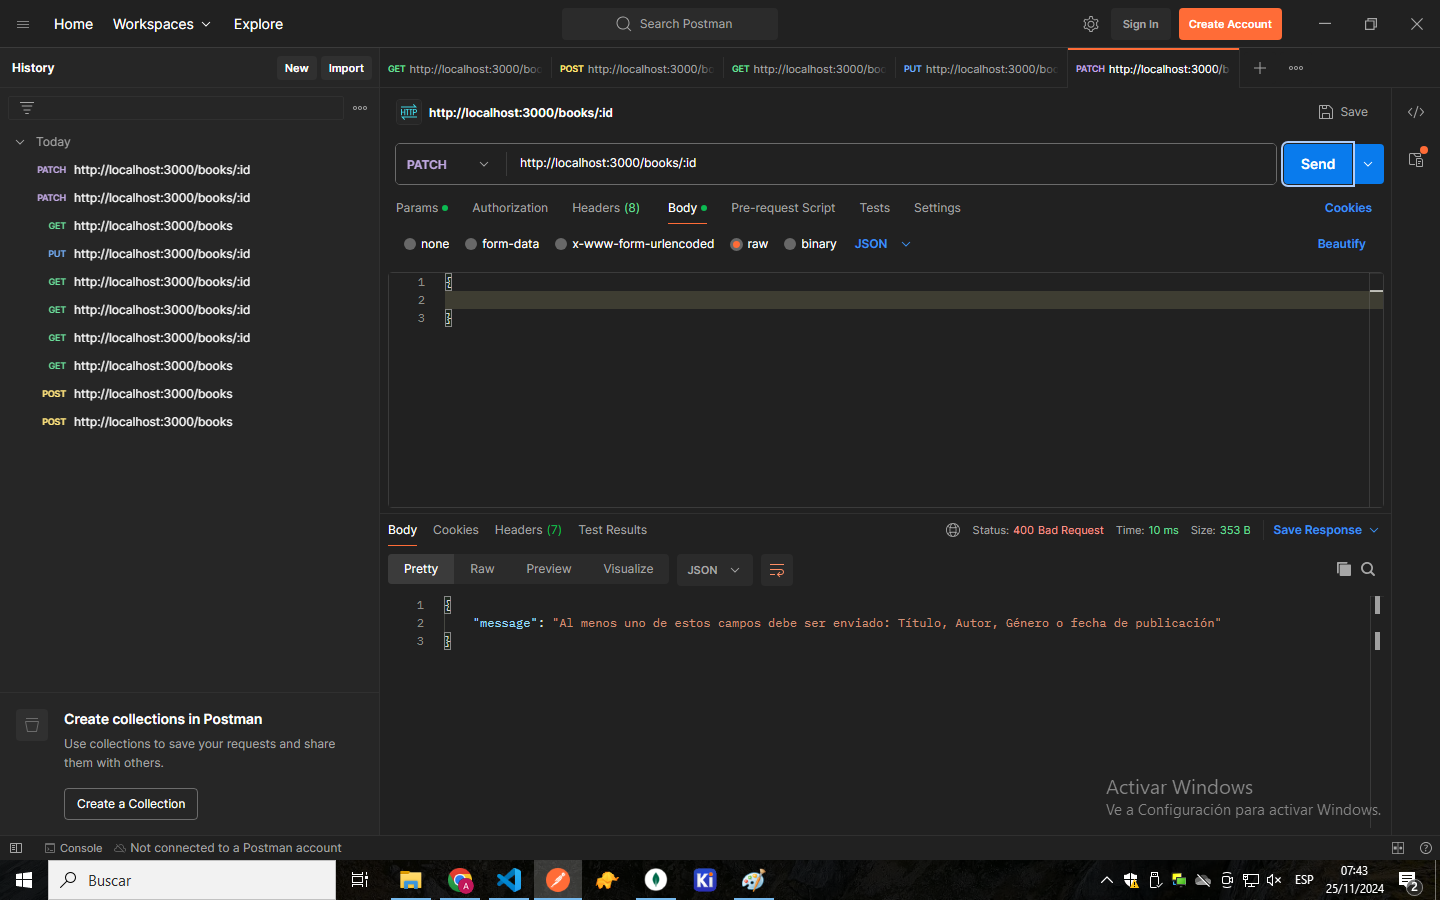 Home Workspaces Explore Search Postman Sign In Create Account
History New Import
GET http://localhost:3000/boo POST http://localhost:3000/bo GET http://localhost:3000/boo PUT http://localhost:3000/boo PATCH http://localhost:3000/b
HTTP http://localhost:3000/books/:id Save
Today
PATCH http://localhost:3000/books/:id
PATCH http://localhost:3000/books/:id
GET http://localhost:3000/books
PUT http://localhost:3000/books/:id
GET http://localhost:3000/books/:id
GET http://localhost:3000/books/:id
GET http://localhost:3000/books/:id
GET http://localhost:3000/books
POST http://localhost:3000/books
POST http://localhost:3000/books
PATCH http://localhost:3000/books/:id Send
Params Authorization Headers (8) Body Pre-request Script Tests Settings Cookies
none form-data x-www-form-urlencoded raw binary JSON Beautify
1 {
2
3 }
Body Cookies Headers (7) Test Results Status: 400 Bad Request Time: 10 ms Size: 353 B Save Response
Pretty Raw Preview Visualize JSON
1 {
2 "message": "Al menos uno de estos campos debe ser enviado: Título, Autor, Género o fecha de publicación"
3 }
Create collections in Postman
Use collections to save your requests and share
them with others.
Create a Collection
Activar Windows
Ve a Configuración para activar Windows.
Console Not connected to a Postman account
Buscar
A
Ki
ESP
07:43
25/11/2024
2